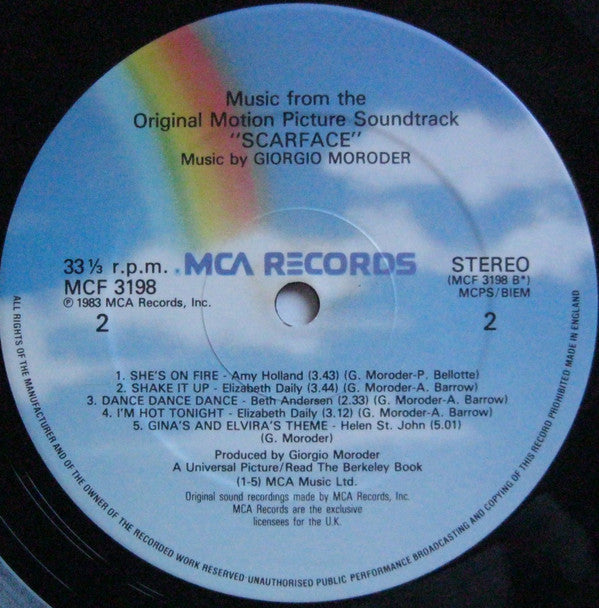 Music from the
Original Motion Picture Soundtrack
"SCARFACE"
Music by GIORGIO MORODER
33⅓ r.p.m.
MCF 3198
℗ 1983 MCA Records, Inc.
2
MCA RECORDS
STEREO
(MCF 3198 B*)
MCPS/BIEM
2
1. SHE'S ON FIRE - Amy Holland (3.43) (G. Moroder-P. Bellotte)
2. SHAKE IT UP - Elizabeth Daily (3.44) (G. Moroder-A. Barrow)
3. DANCE DANCE DANCE - Beth Andersen (2.33) (G. Moroder-A. Barrow)
4. I'M HOT TONIGHT - Elizabeth Daily (3.12) (G. Moroder-A. Barrow)
5. GINA'S AND ELVIRA'S THEME - Helen St. John (5.01)
(G. Moroder)
Produced by Giorgio Moroder
A Universal Picture/Read The Berkeley Book
(1-5) MCA Music Ltd.
Original sound recordings made by MCA Records, Inc.
MCA Records are the exclusive
licensees for the U.K.
ALL RIGHTS OF THE MANUFACTURER AND OF THE OWNER OF THE RECORDED WORK RESERVED·UNAUTHORISED PUBLIC PERFORMANCE BROADCASTING AND COPYING OF THIS RECORD PROHIBITED MADE IN ENGLAND